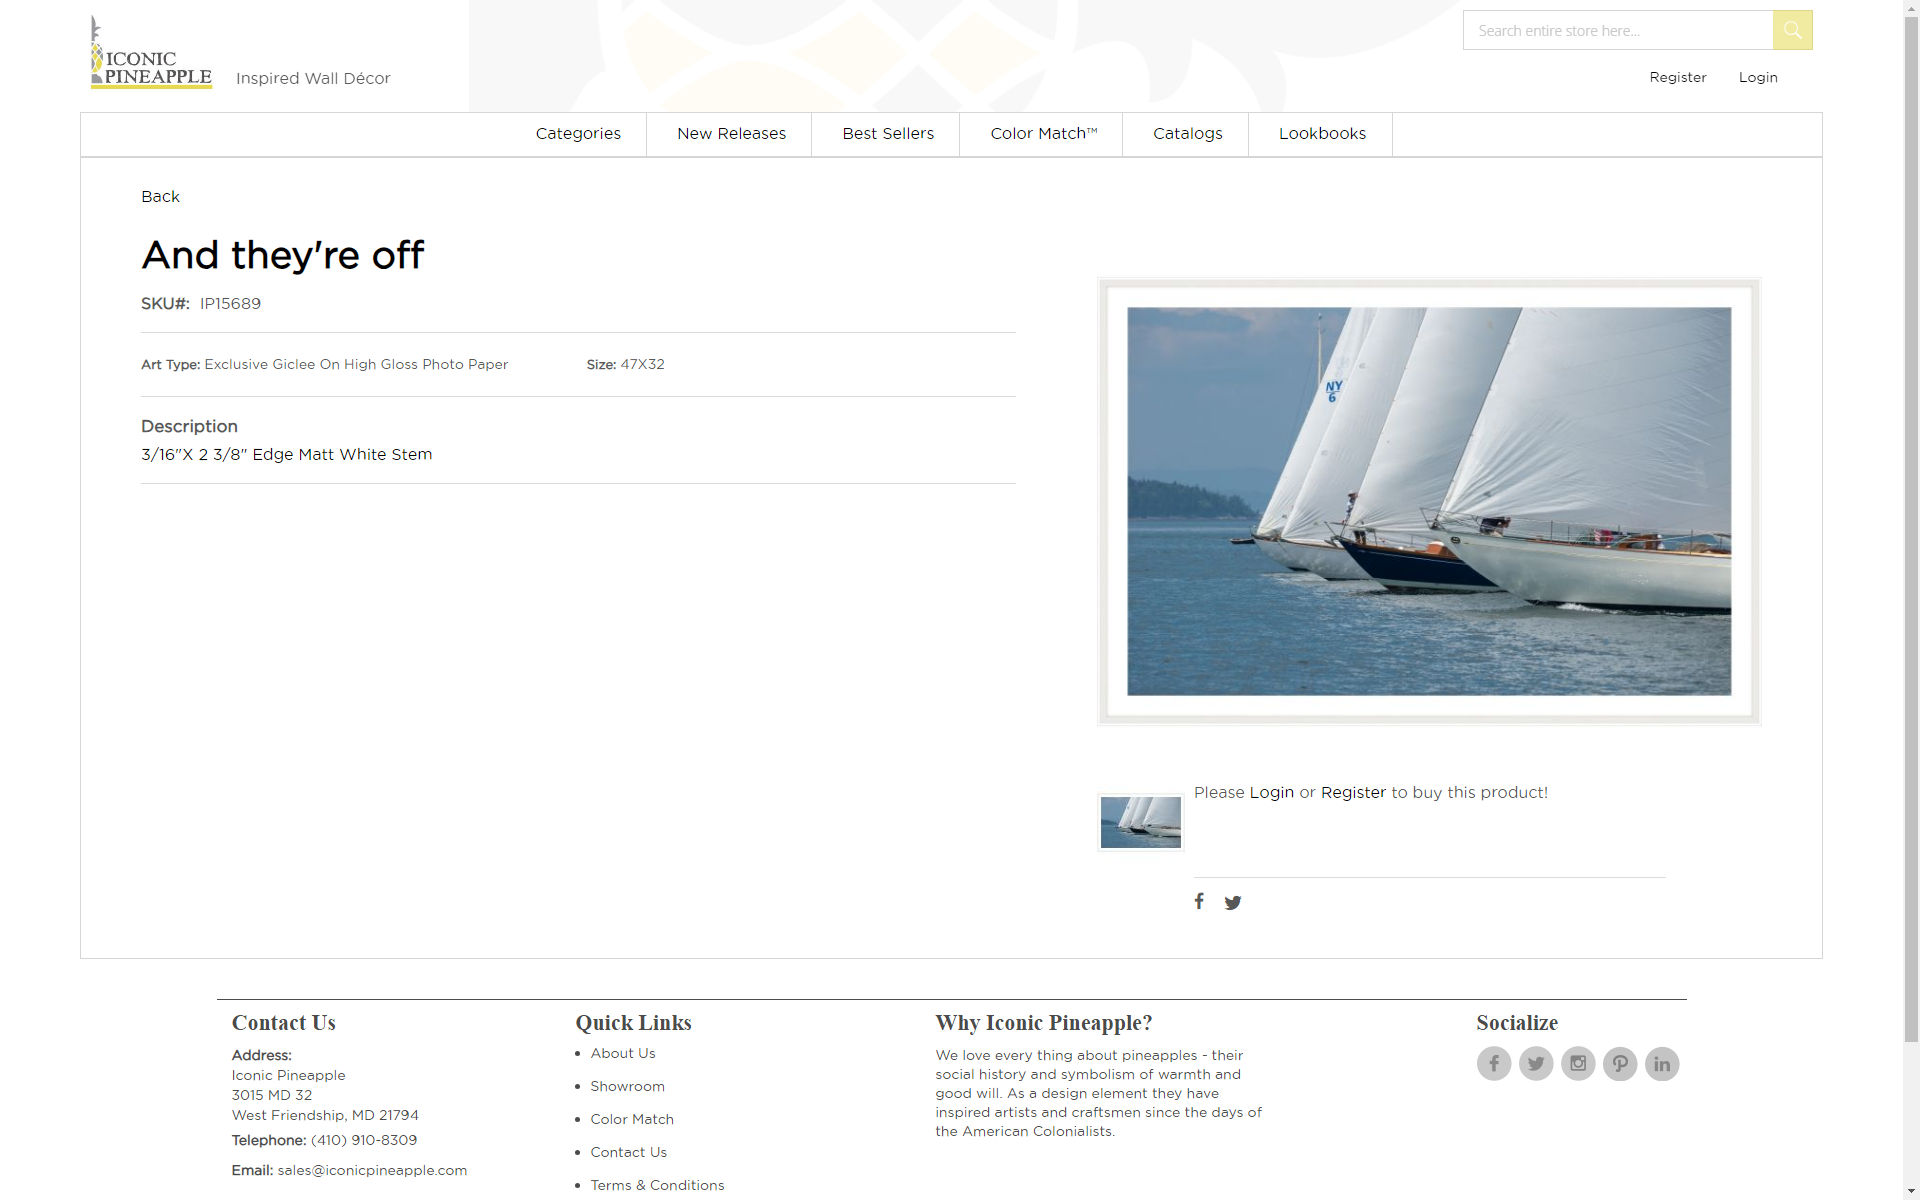 ICONIC
PINEAPPLE
Inspired Wall Décor
Search entire store here...
Register
Login
Categories
New Releases
Best Sellers
Color Match™
Catalogs
Lookbooks
Back
And they're off
SKU#: IP15689
Art Type: Exclusive Giclee On High Gloss Photo Paper
Size: 47X32
Description
3/16"X 2 3/8" Edge Matt White Stem
NY
6
Please Login or Register to buy this product!
Contact Us
Address:
Iconic Pineapple
3015 MD 32
West Friendship, MD 21794
Telephone: (410) 910-8309
Email: sales@iconicpineapple.com
Quick Links
About Us
Showroom
Color Match
Contact Us
Terms & Conditions
Why Iconic Pineapple?
We love every thing about pineapples - their
social history and symbolism of warmth and
good will. As a design element they have
inspired artists and craftsmen since the days of
the American Colonialists.
Socialize